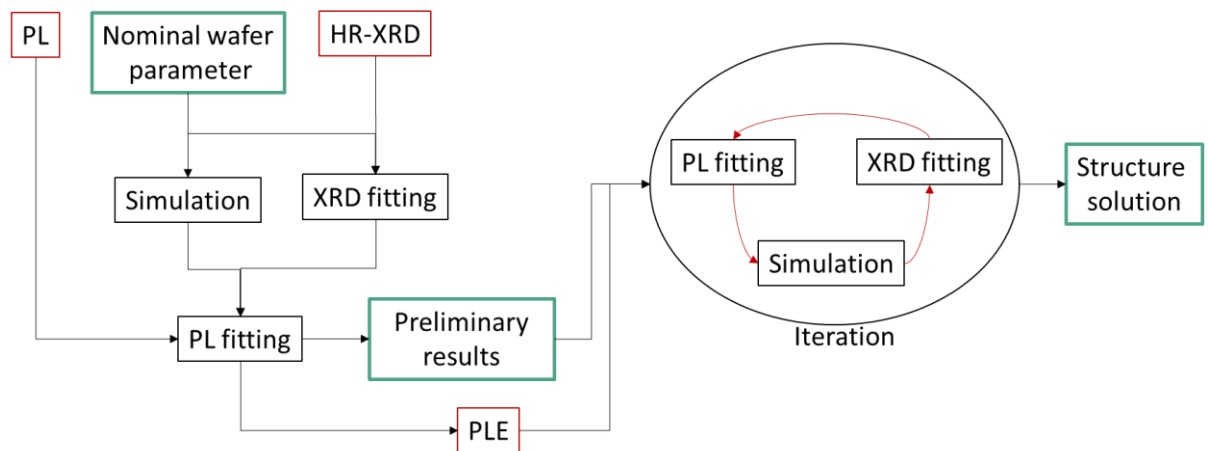 PL
Nominal wafer
parameter
HR-XRD
Simulation
XRD fitting
PL fitting
Preliminary
results
PLE
PL fitting
XRD fitting
Simulation
Iteration
Structure
solution